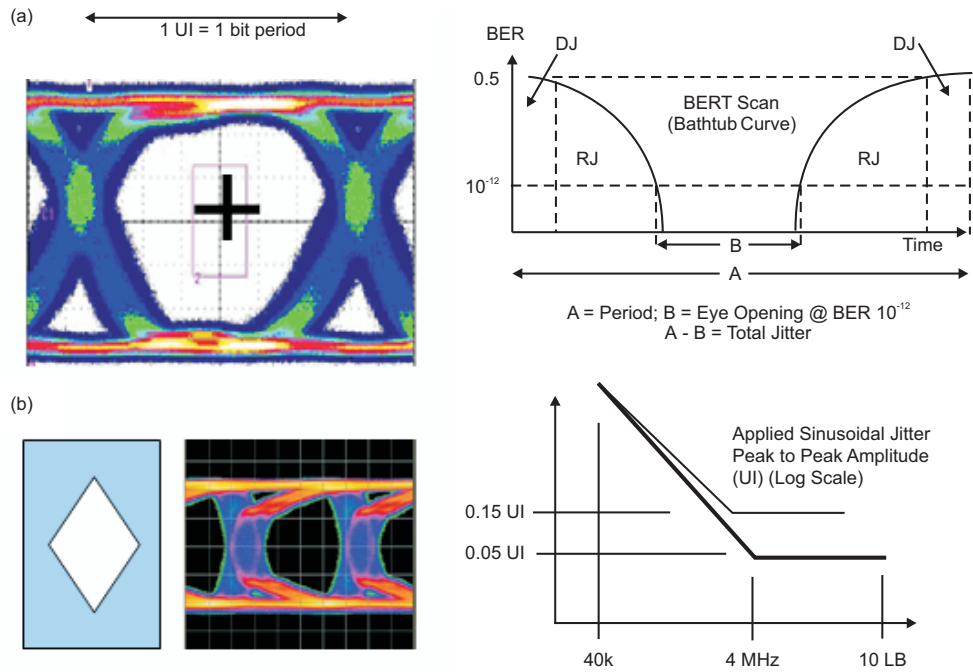 (a)
1 UI = 1 bit period
2
BER
DJ
DJ
0.5
BERT Scan
(Bathtub Curve)
RJ
RJ
10⁻¹²
B
Time
A
A = Period; B = Eye Opening @ BER 10⁻¹²
A - B = Total Jitter
(b)
Applied Sinusoidal Jitter
Peak to Peak Amplitude
(UI) (Log Scale)
0.15 UI
0.05 UI
40k
4 MHz
10 LB